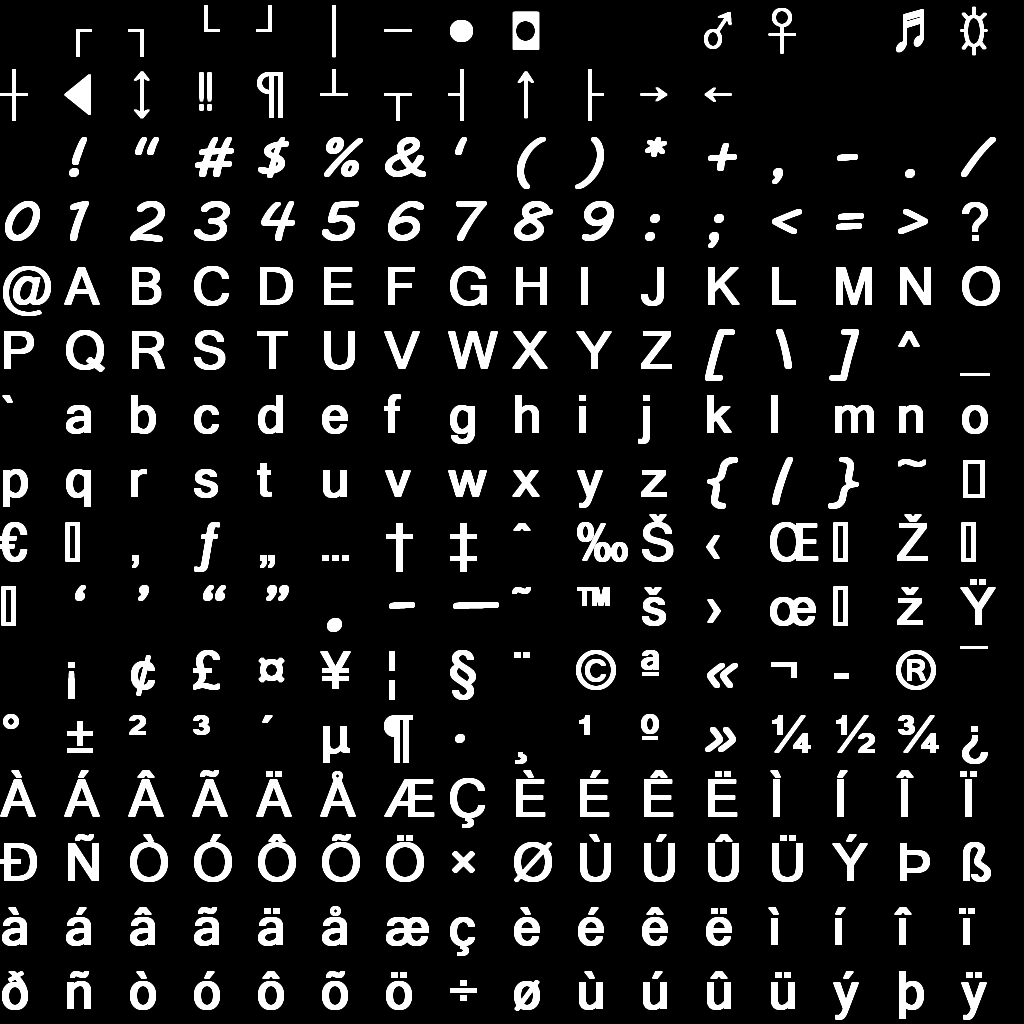 ┌ ┐ └ ┘ │ ─ ● ◘ ♂ ♀ ♬ ☼
┼ ◄ ↕ ‼ ¶ ┴ ┬ ┤ ↑ ├ → ←
! " # $ % & ' ( ) * + , - . /
0 1 2 3 4 5 6 7 8 9 : ; < = > ?
@ A B C D E F G H I J K L M N O
P Q R S T U V W X Y Z [ \ ] ^ _
` a b c d e f g h i j k l m n o
p q r s t u v w x y z { / } ~ ▯
€ ▯ ‚ ƒ „ … † ‡ ˆ ‰ Š ‹ Œ ▯ Ž ▯
▯ ‘ ’ “ ” . – — ˜ ™ š › œ ▯ ž Ÿ
¡ ¢ £ ¤ ¥ ¦ § ¨ © ª « ¬ - ® ¯
° ± ² ³ ´ µ ¶ · ¸ ¹ º » ¼ ½ ¾ ¿
À Á Â Ã Ä Å Æ Ç È É Ê Ë Ì Í Î Ï
Ð Ñ Ò Ó Ô Õ Ö × Ø Ù Ú Û Ü Ý Þ ß
à á â ã ä å æ ç è é ê ë ì í î ï
ð ñ ò ó ô õ ö ÷ ø ù ú û ü ý þ ÿ